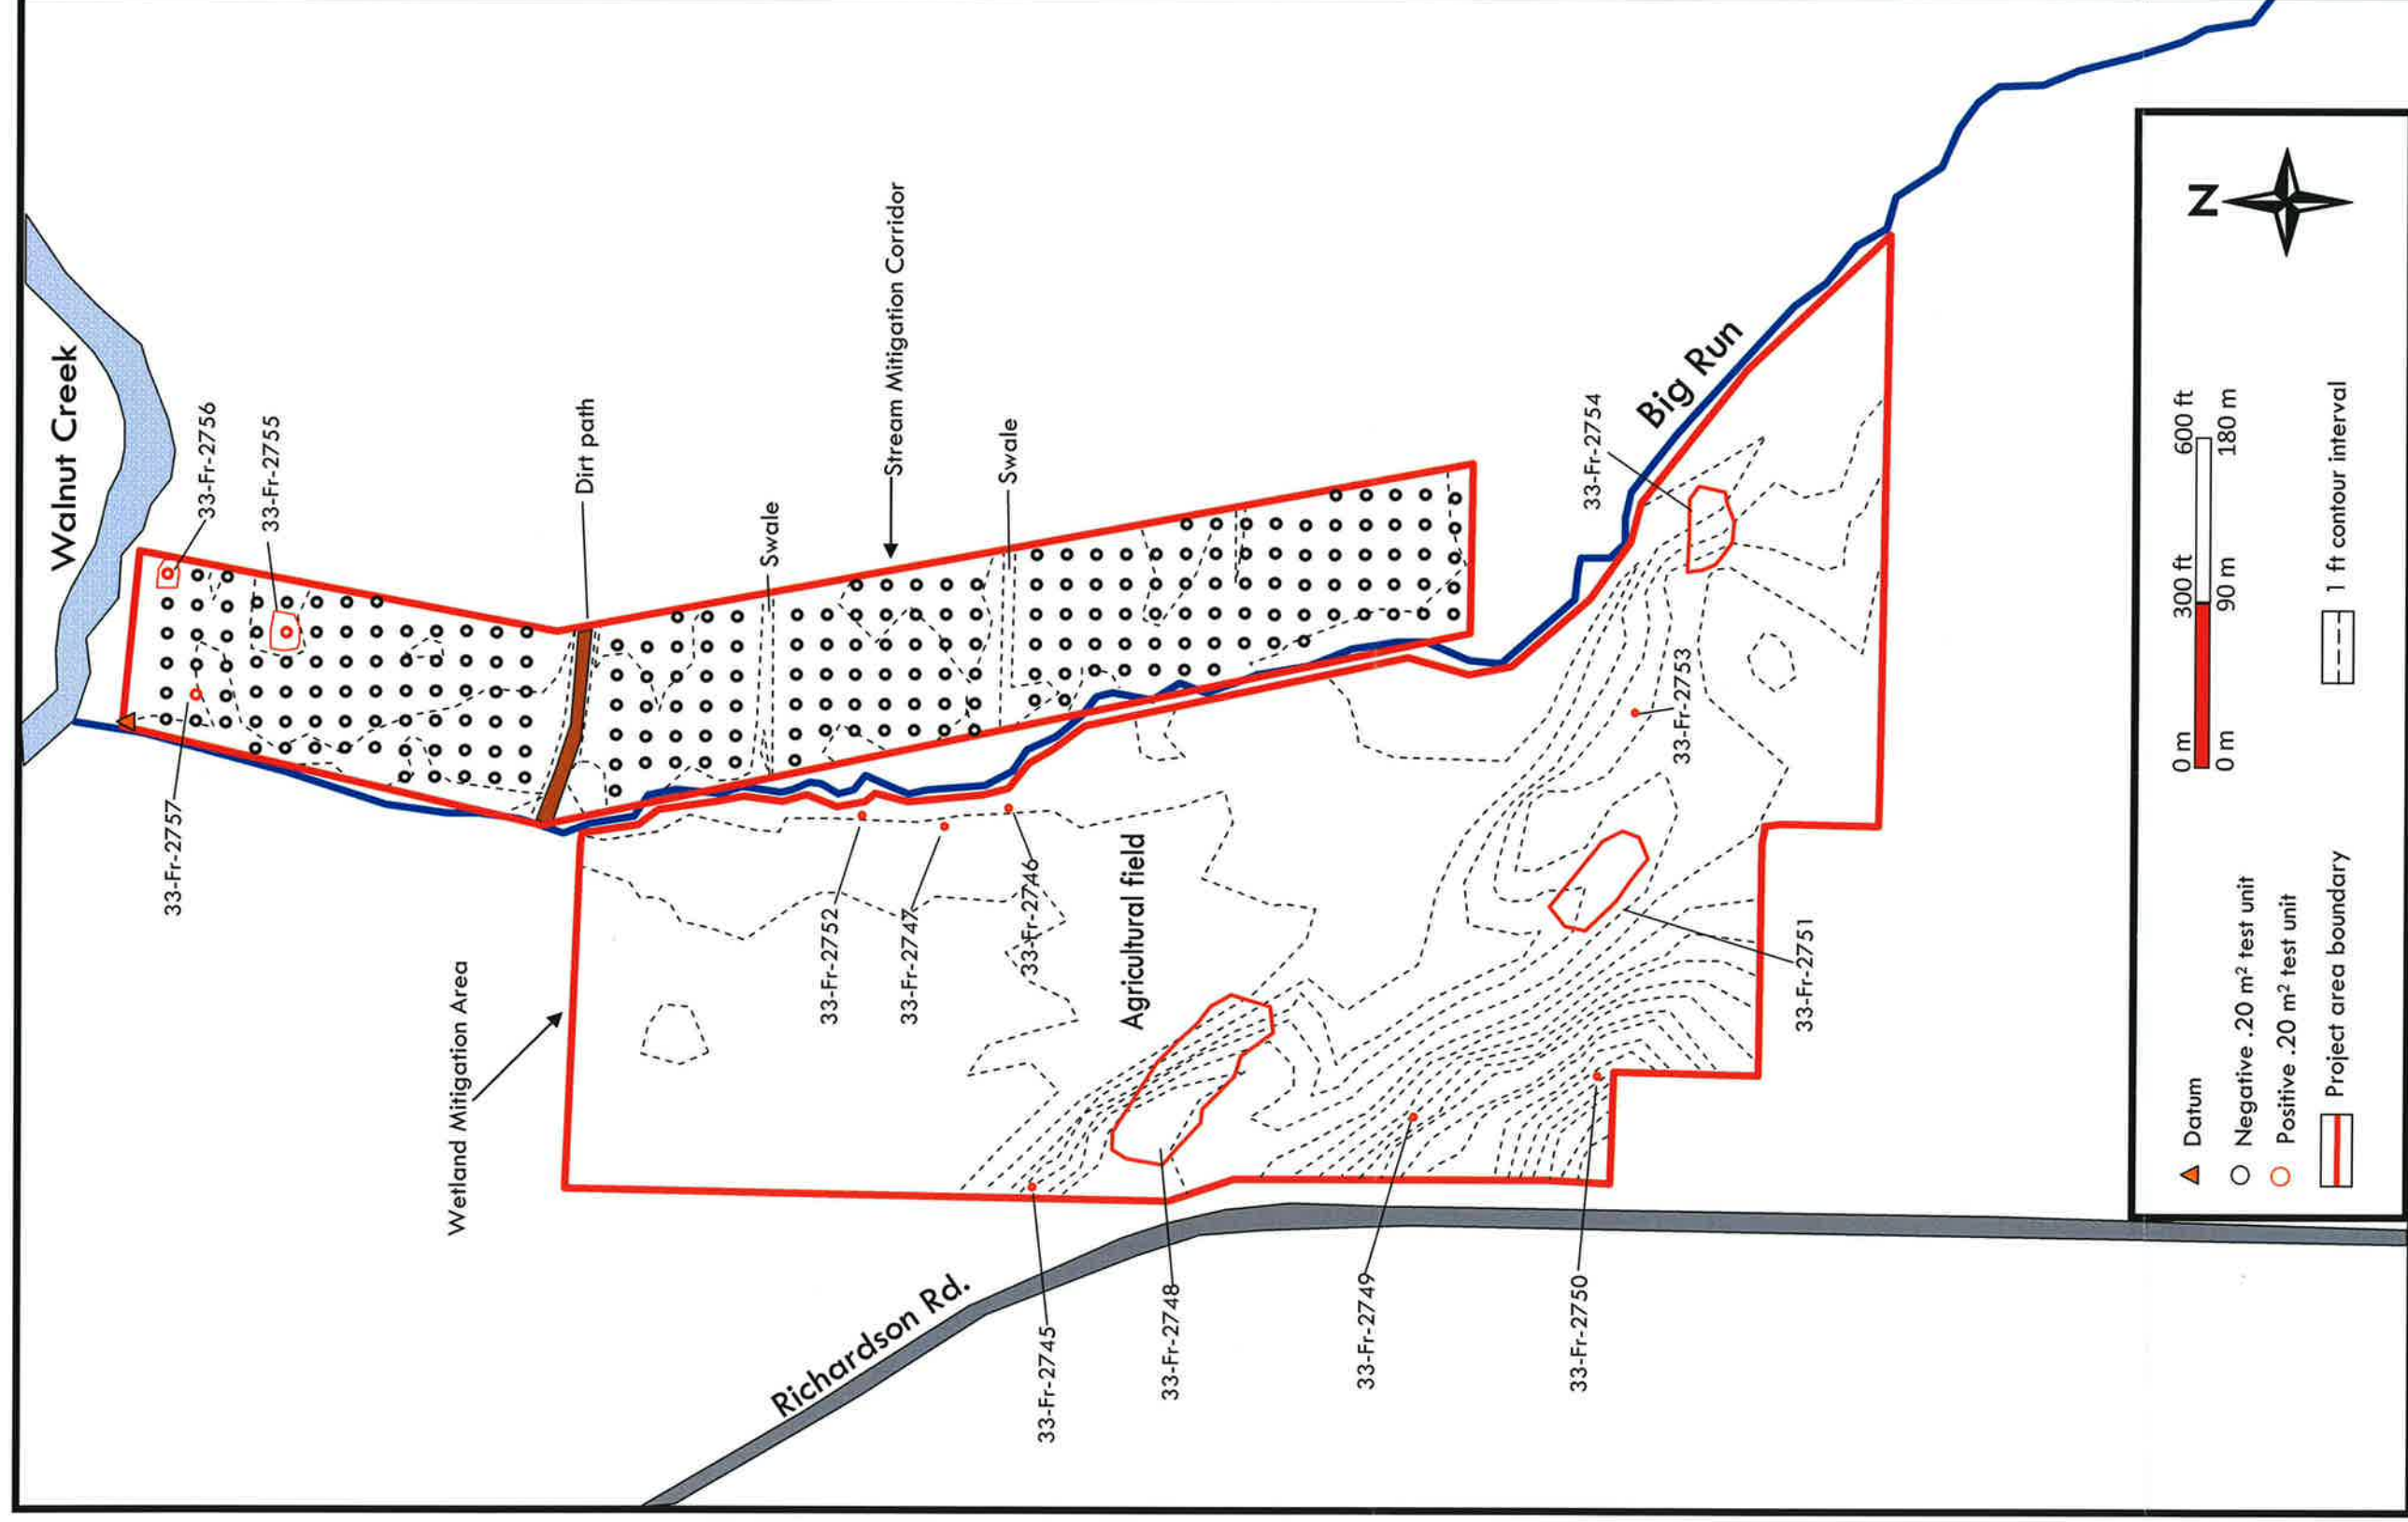 Walnut Creek
33-Fr-2756
33-Fr-2755
33-Fr-2757
Dirt path
Swale
Stream Mitigation Corridor
Swale
Wetland Mitigation Area
33-Fr-2752
33-Fr-2747
33-Fr-2746
Agricultural field
33-Fr-2754
Big Run
33-Fr-2753
33-Fr-2751
Richardson Rd.
33-Fr-2745
33-Fr-2748
33-Fr-2749
33-Fr-2750
Datum
Negative .20 m² test unit
Positive .20 m² test unit
Project area boundary
0 m 300 ft 600 ft
0 m 90 m 180 m
1 ft contour interval
N